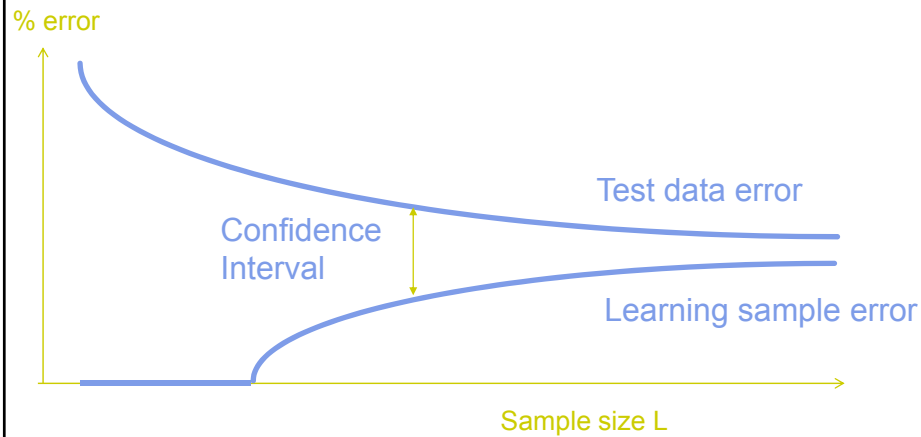 % error
Test data error
Confidence
Interval
Learning sample error
Sample size L